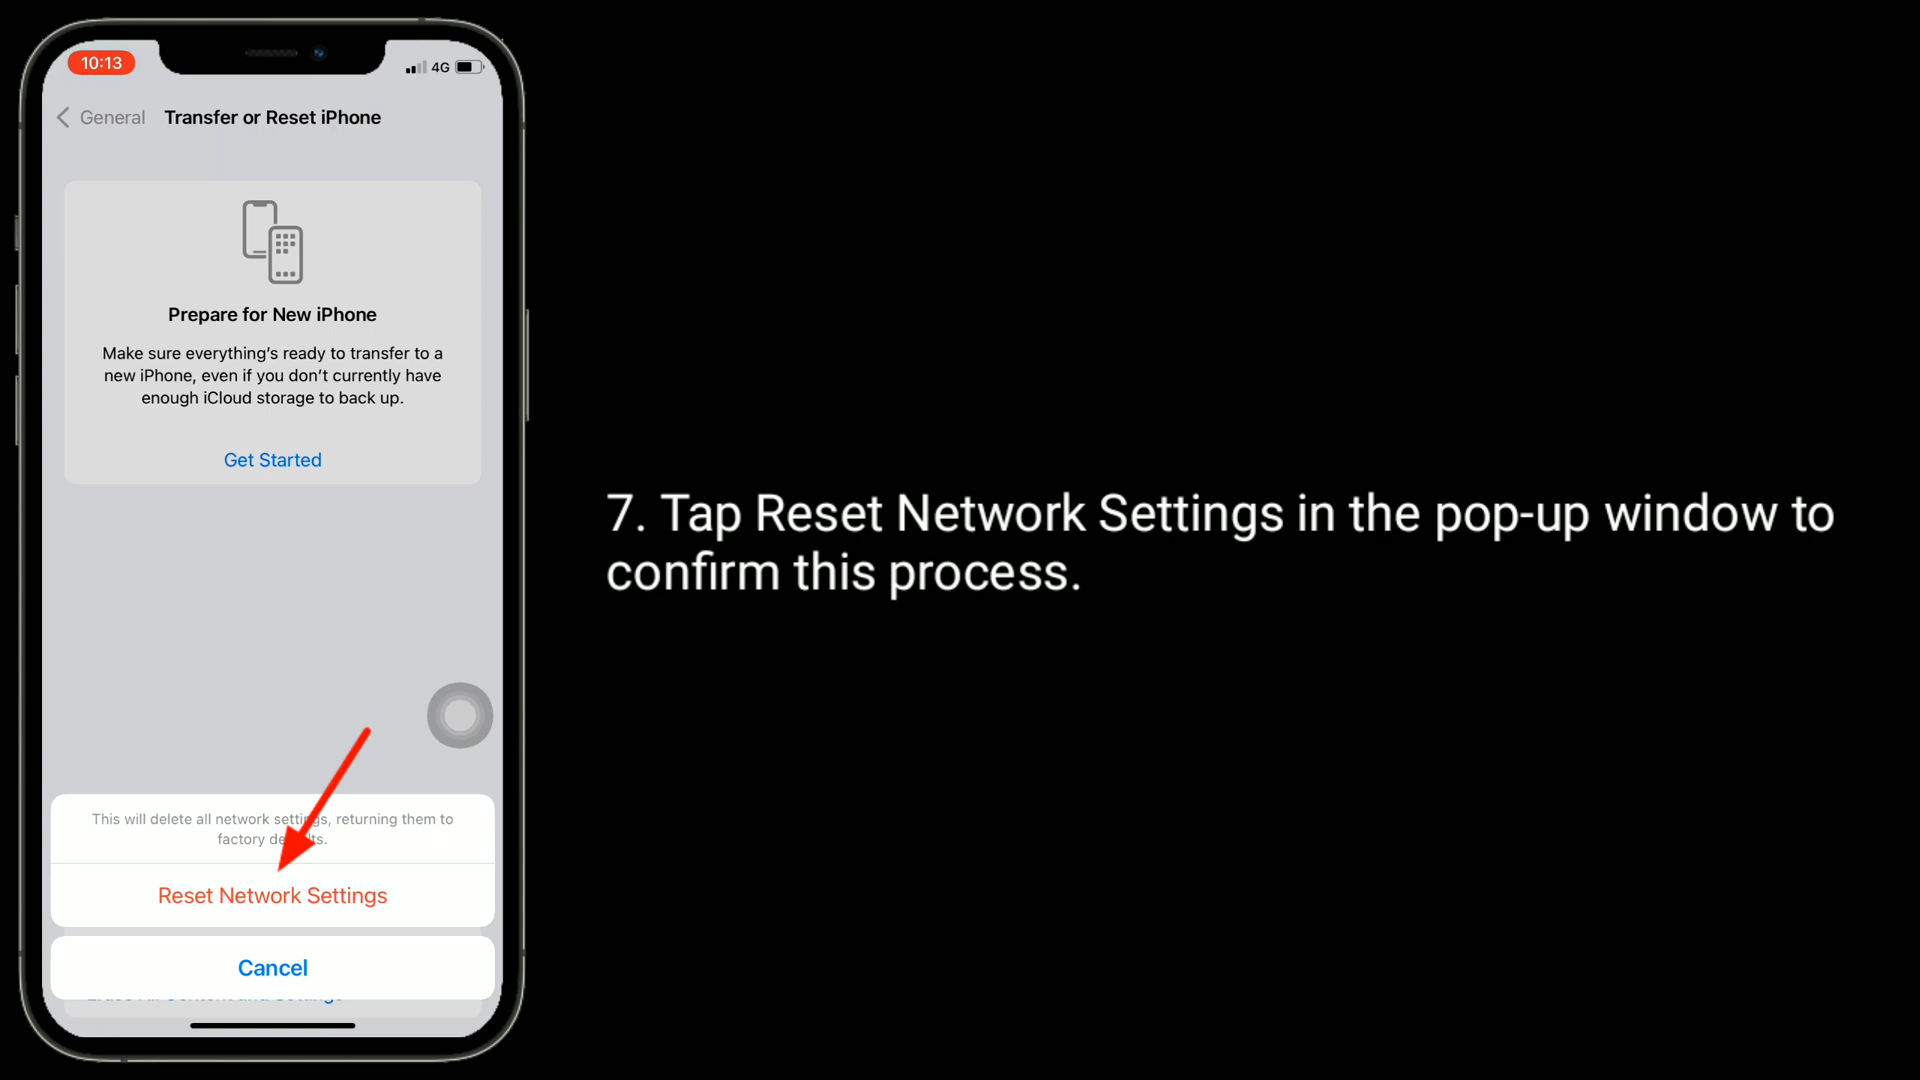 10:13
4G
General Transfer or Reset iPhone
Prepare for New iPhone
Make sure everything's ready to transfer to a
new iPhone, even if you don't currently have
enough iCloud storage to back up.
Get Started
7. Tap Reset Network Settings in the pop-up window to
confirm this process.
This will delete all network settings, returning them to
factory defaults.
Reset Network Settings
Cancel